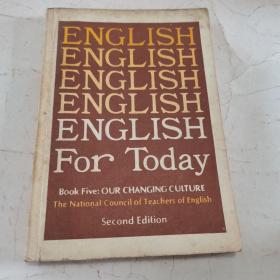 ENGLISH
ENGLISH
ENGLISH
ENGLISH
ENGLISH
For Today
Book Five: OUR CHANGING CULTURE
The National Council of Teachers of English
Second Edition